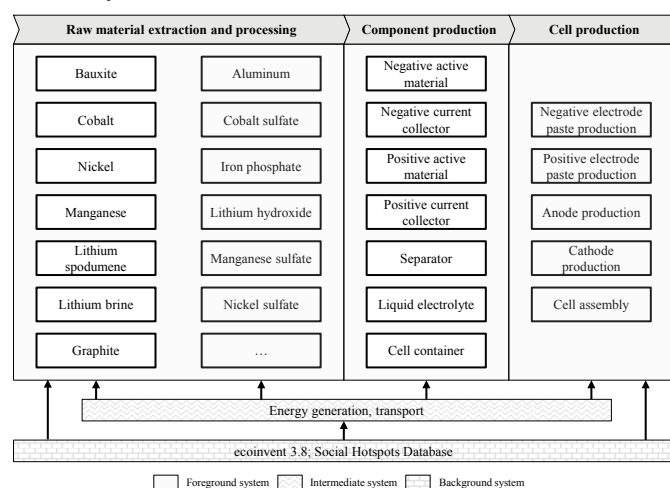 Raw material extraction and processing
Component production
Cell production
Bauxite
Cobalt
Nickel
Manganese
Lithium
spodumene
Lithium brine
Graphite
Aluminum
Cobalt sulfate
Iron phosphate
Lithium hydroxide
Manganese sulfate
Nickel sulfate
…
Negative active
material
Negative current
collector
Positive active
material
Positive current
collector
Separator
Liquid electrolyte
Cell container
Negative electrode
paste production
Positive electrode
paste production
Anode production
Cathode
production
Cell assembly
Energy generation, transport
ecoinvent 3.8; Social Hotspots Database
Foreground system
Intermediate system
Background system